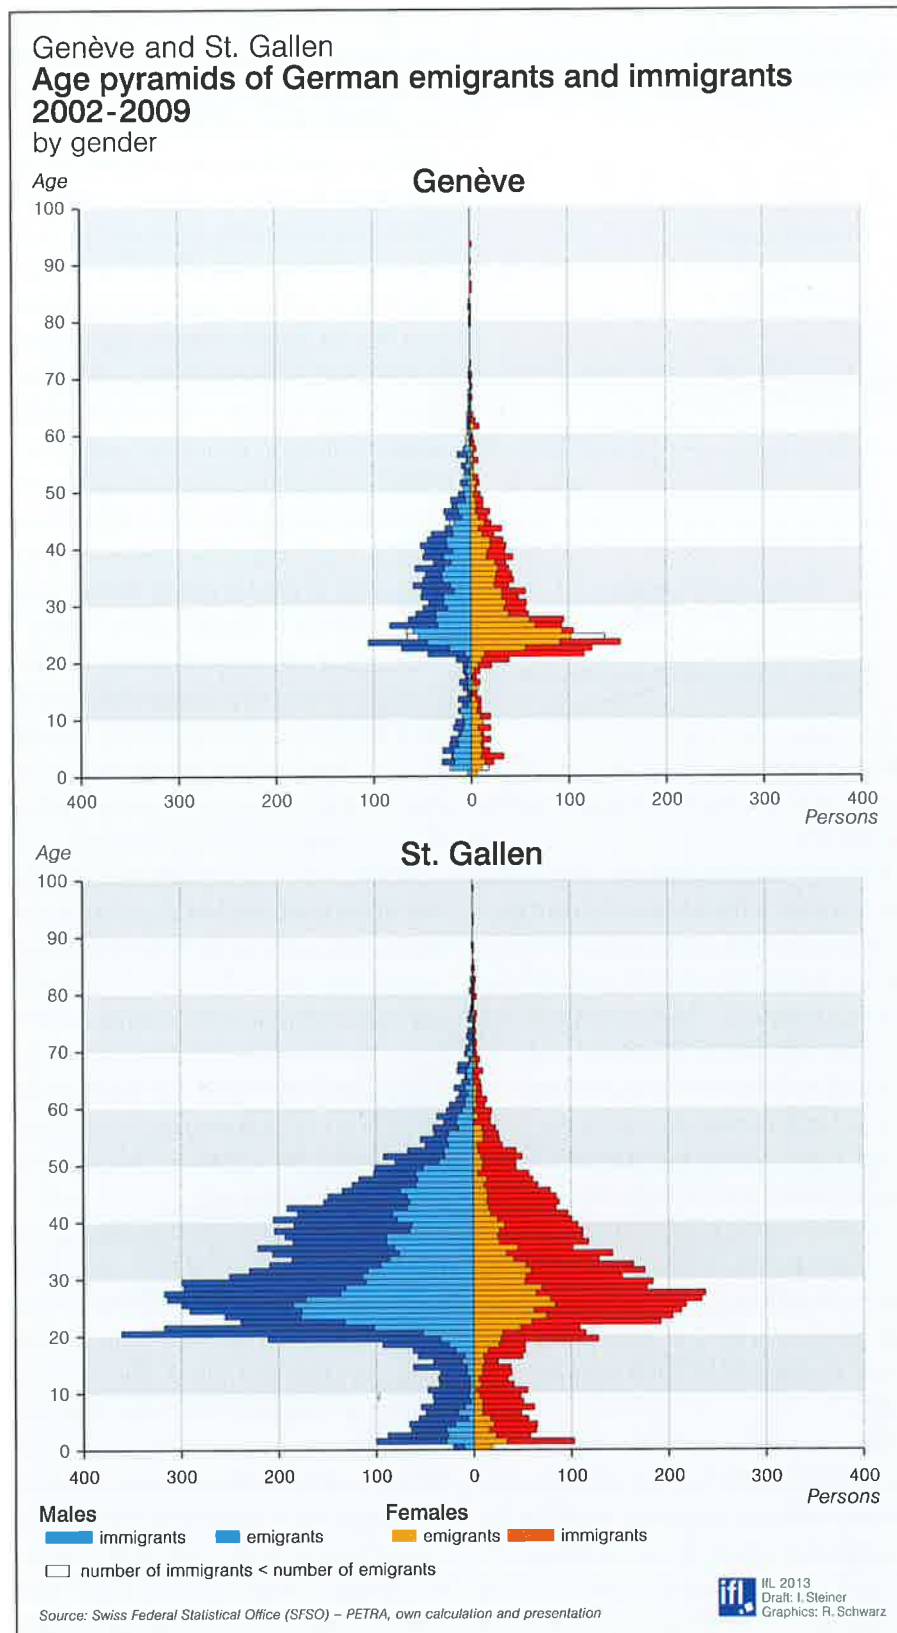 Genève and St. Gallen
Age pyramids of German emigrants and immigrants
2002-2009
by gender
Age
Genève
100
90
80
70
60
50
40
30
20
10
0
400 300 200 100 0 100 200 300 400
Persons
Age
St. Gallen
100
90
80
70
60
50
40
30
20
10
0
400 300 200 100 0 100 200 300 400
Persons
Males Females
immigrants emigrants emigrants immigrants
number of immigrants < number of emigrants
ifl
IfL 2013
Draft: I. Steiner
Graphics: R. Schwarz
Source: Swiss Federal Statistical Office (SFSO) – PETRA, own calculation and presentation